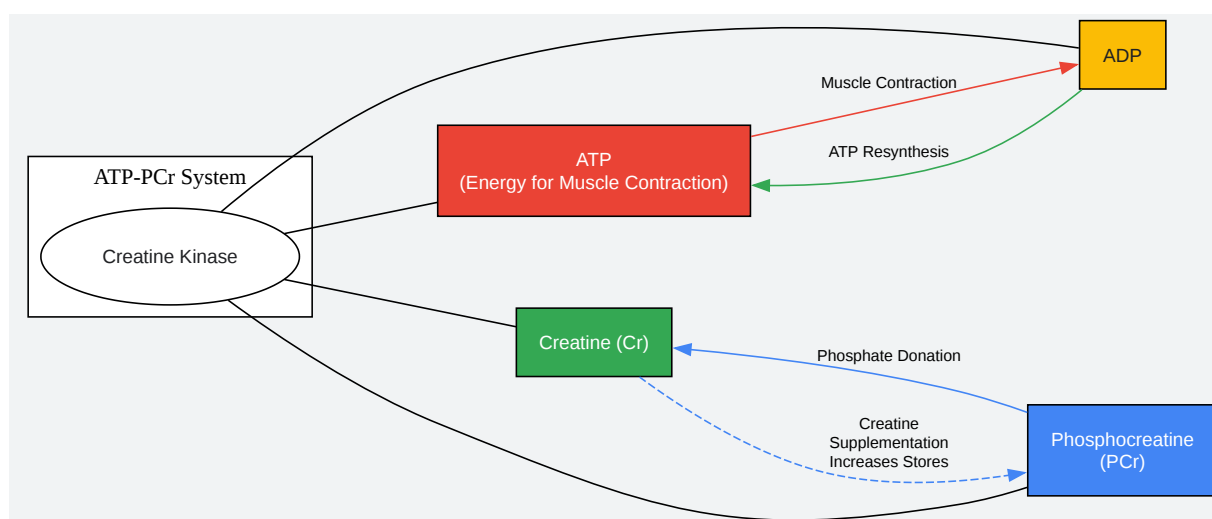 ADP
Muscle Contraction
ATP Resynthesis
ATP
(Energy for Muscle Contraction)
ATP-PCr System
Creatine Kinase
Creatine (Cr)
Phosphate Donation
Creatine
Supplementation
Increases Stores
Phosphocreatine
(PCr)